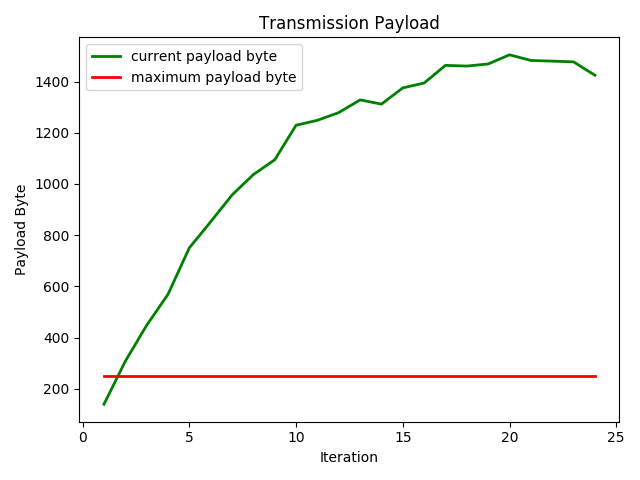 Transmission Payload
current payload byte
maximum payload byte
Payload Byte
1400
1200
1000
800
600
400
200
0 5 10 15 20 25
Iteration